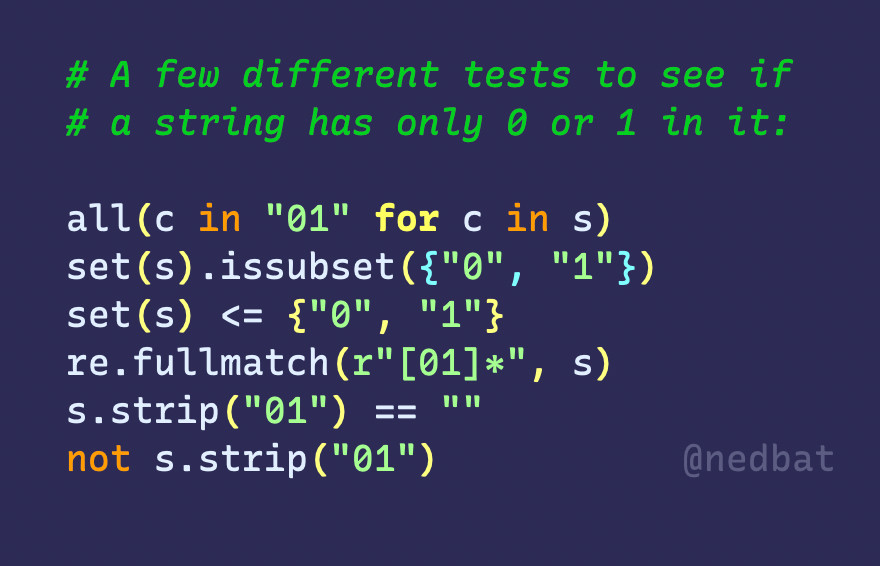 # A few different tests to see if
# a string has only 0 or 1 in it:
all(c in "01" for c in s)
set(s).issubset({"0", "1"})
set(s) <= {"0", "1"}
re.fullmatch(r"[01]*", s)
s.strip("01") == ""
not s.strip("01")
@nedbat